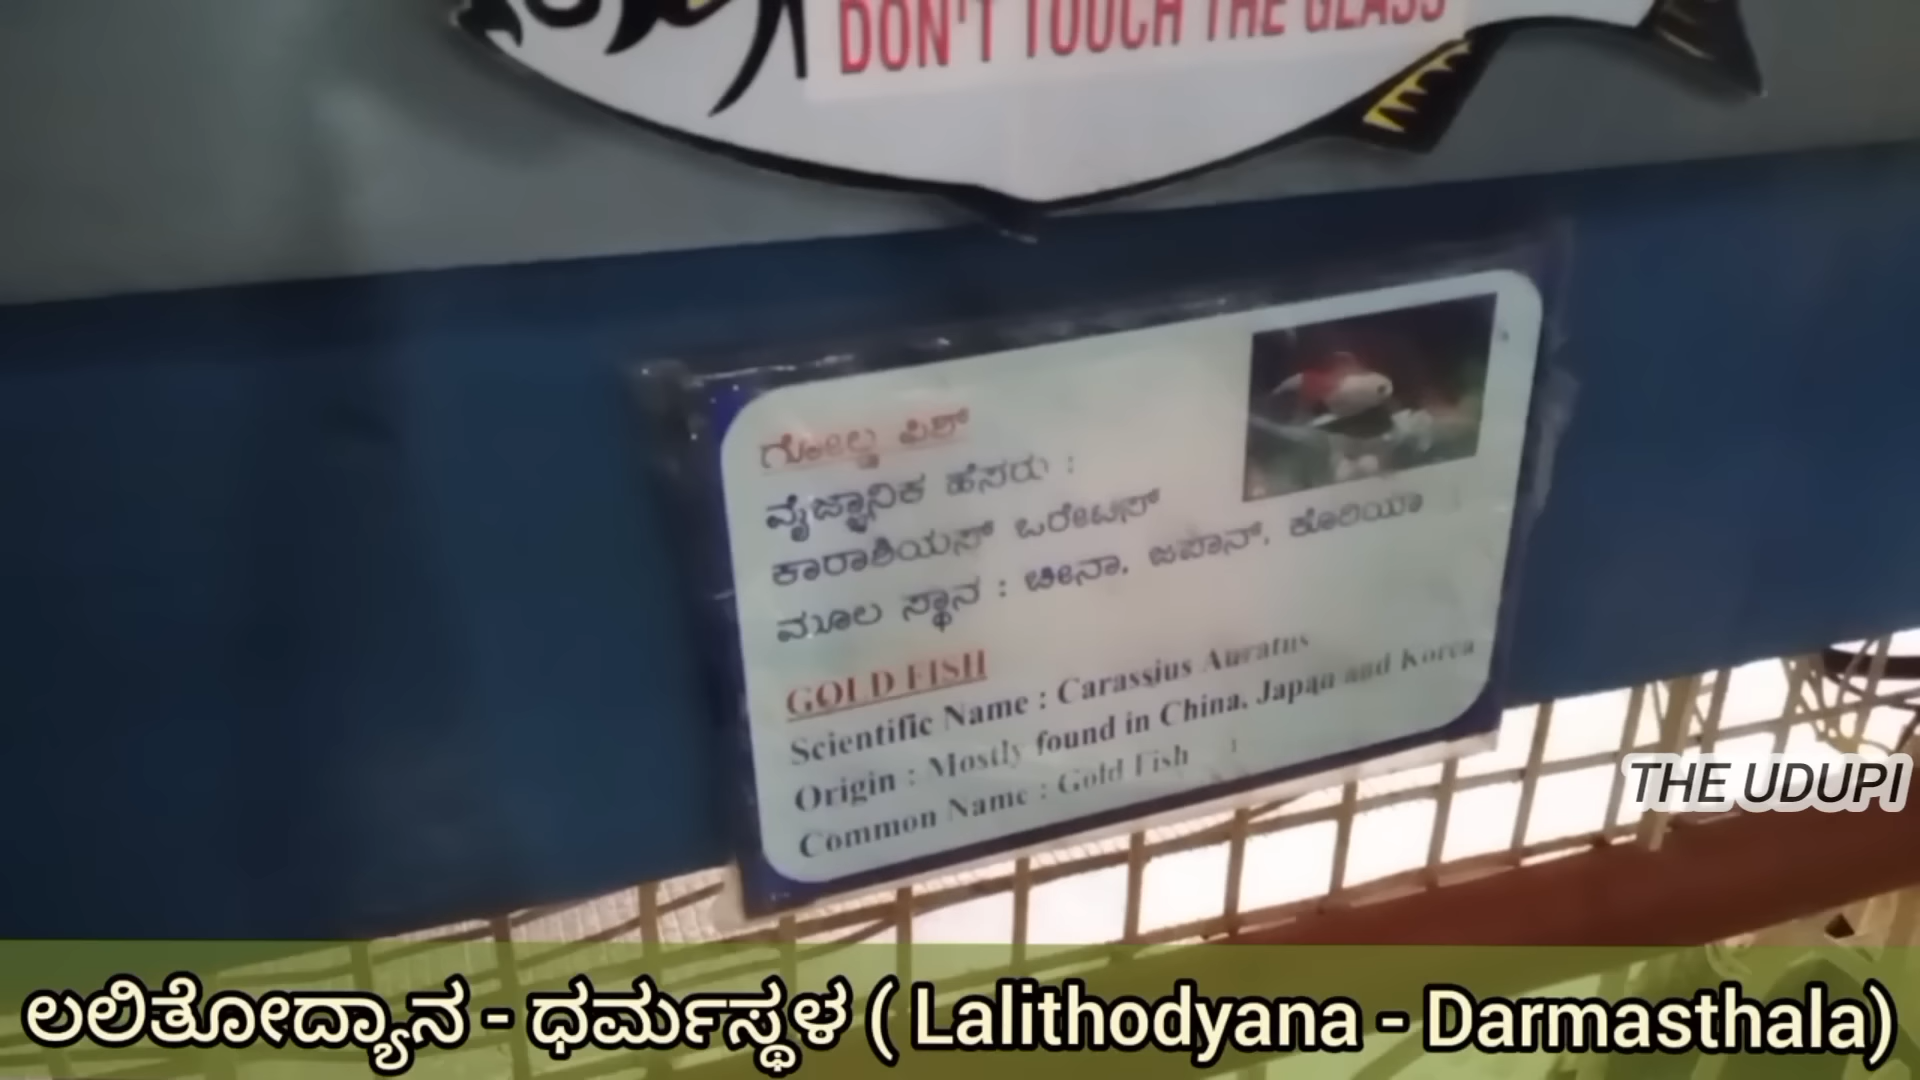 DON'T TOUCH THE GLASS
ಗೋಲ್ಡ ಪಿಶ್
ವೈಜ್ಞಾನಿಕ ಹೆಸರು :
ಕಾರಾಶಿಯಸ್ ಒರೇಟಸ್
ಮೂಲ ಸ್ಥಾನ : ಚೀನಾ, ಜಪಾನ್, ಕೊರಿಯಾ
GOLD FISH
Scientific Name : Carassius Auratus
Origin : Mostly found in China, Japan and Korea
Common Name : Gold Fish
THE UDUPI
ಲಲಿತೋದ್ಯಾನ - ಧರ್ಮಸ್ಥಳ ( Lalithodyana - Darmasthala)